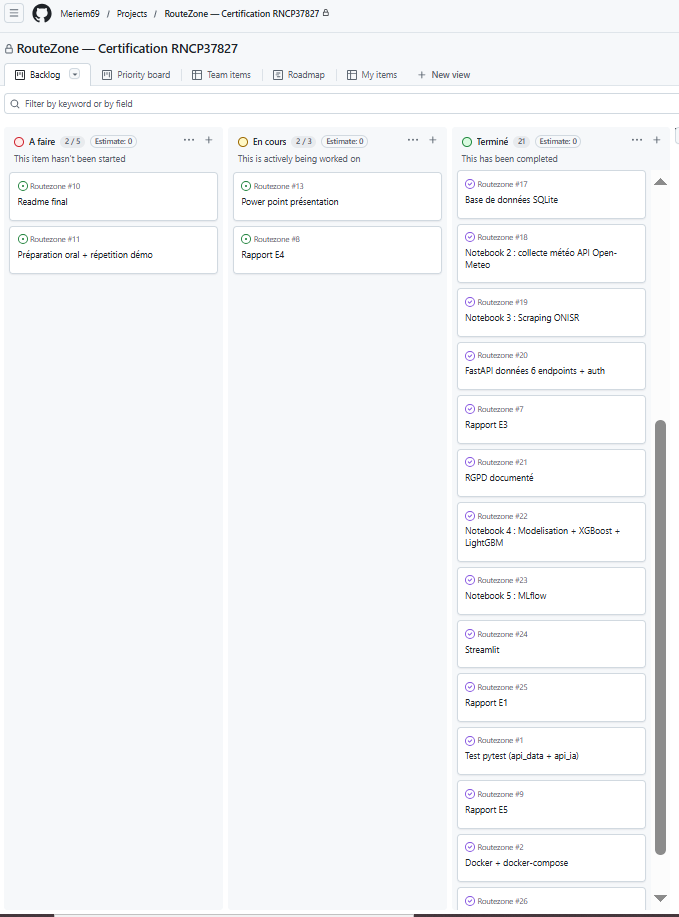 Meriem69 / Projects / RouteZone — Certification RNCP37827
RouteZone — Certification RNCP37827
Backlog Priority board Team items Roadmap My items + New view
Filter by keyword or by field
A faire 2 / 5 Estimate: 0 ... +
This item hasn't been started
Routezone #10
Readme final
Routezone #11
Préparation oral + répetition démo
En cours 2 / 3 Estimate: 0 ... +
This is actively being worked on
Routezone #13
Power point présentation
Routezone #8
Rapport E4
Terminé 21 Estimate: 0 ... +
This has been completed
Routezone #17
Base de données SQLite
Routezone #18
Notebook 2 : collecte météo API Open-
Meteo
Routezone #19
Notebook 3 : Scraping ONISR
Routezone #20
FastAPI données 6 endpoints + auth
Routezone #7
Rapport E3
Routezone #21
RGPD documenté
Routezone #22
Notebook 4 : Modelisation + XGBoost +
LightGBM
Routezone #23
Notebook 5 : MLflow
Routezone #24
Streamlit
Routezone #25
Rapport E1
Routezone #1
Test pytest (api_data + api_ia)
Routezone #9
Rapport E5
Routezone #2
Docker + docker-compose
Routezone #26